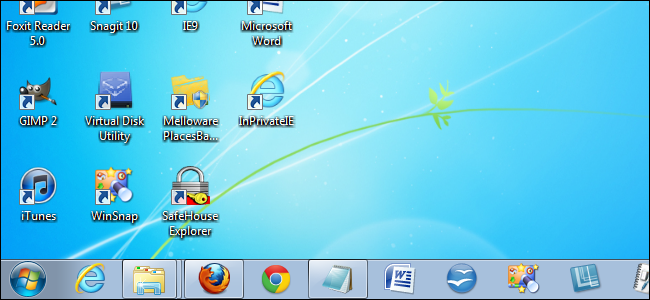 Foxit Reader
5.0
Snagit 10
IE9
Microsoft
Word
GIMP 2
Virtual Disk
Utility
Melloware
PlacesBa...
InPrivateIE
iTunes
WinSnap
SafeHouse
Explorer